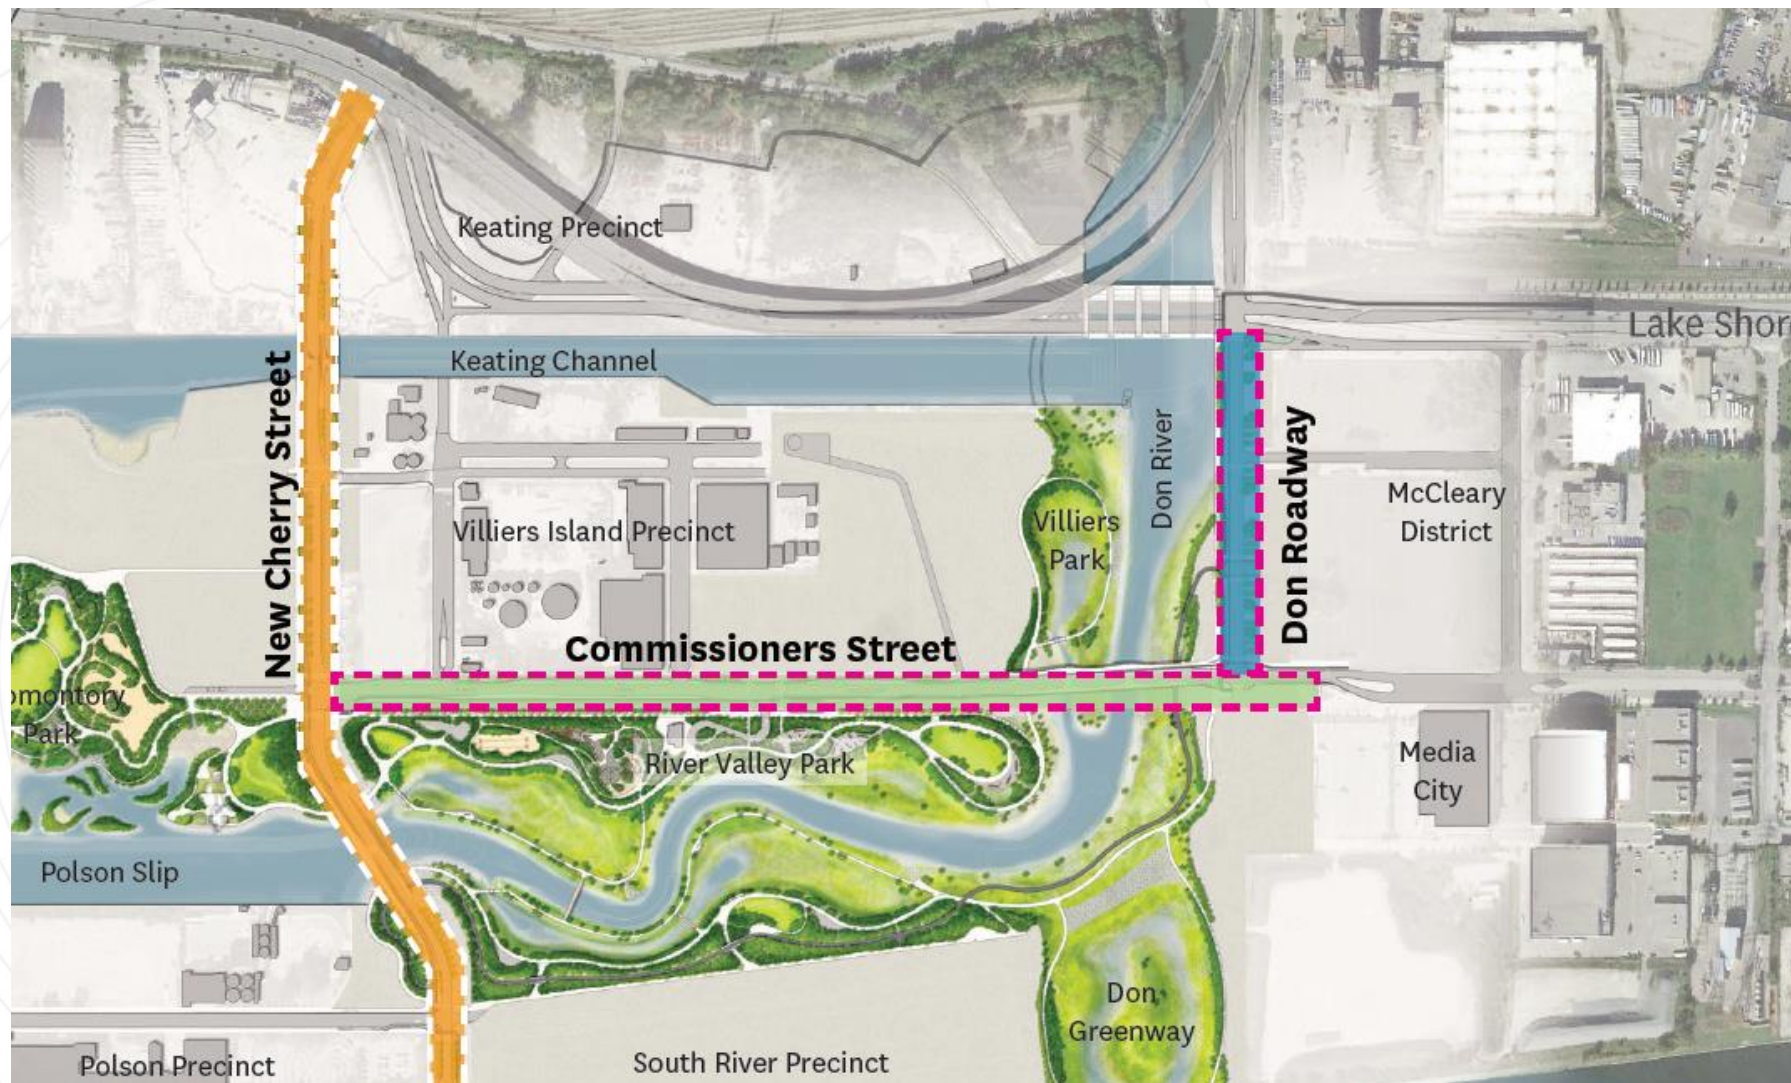 Keating Precinct
Lake Shor
Keating Channel
New Cherry Street
Don River
Don Roadway
McCleary
District
Villiers
Park
Villiers Island Precinct
Commissioners Street
omontory
Park
River Valley Park
Media
City
Polson Slip
Don
Greenway
Polson Precinct
South River Precinct